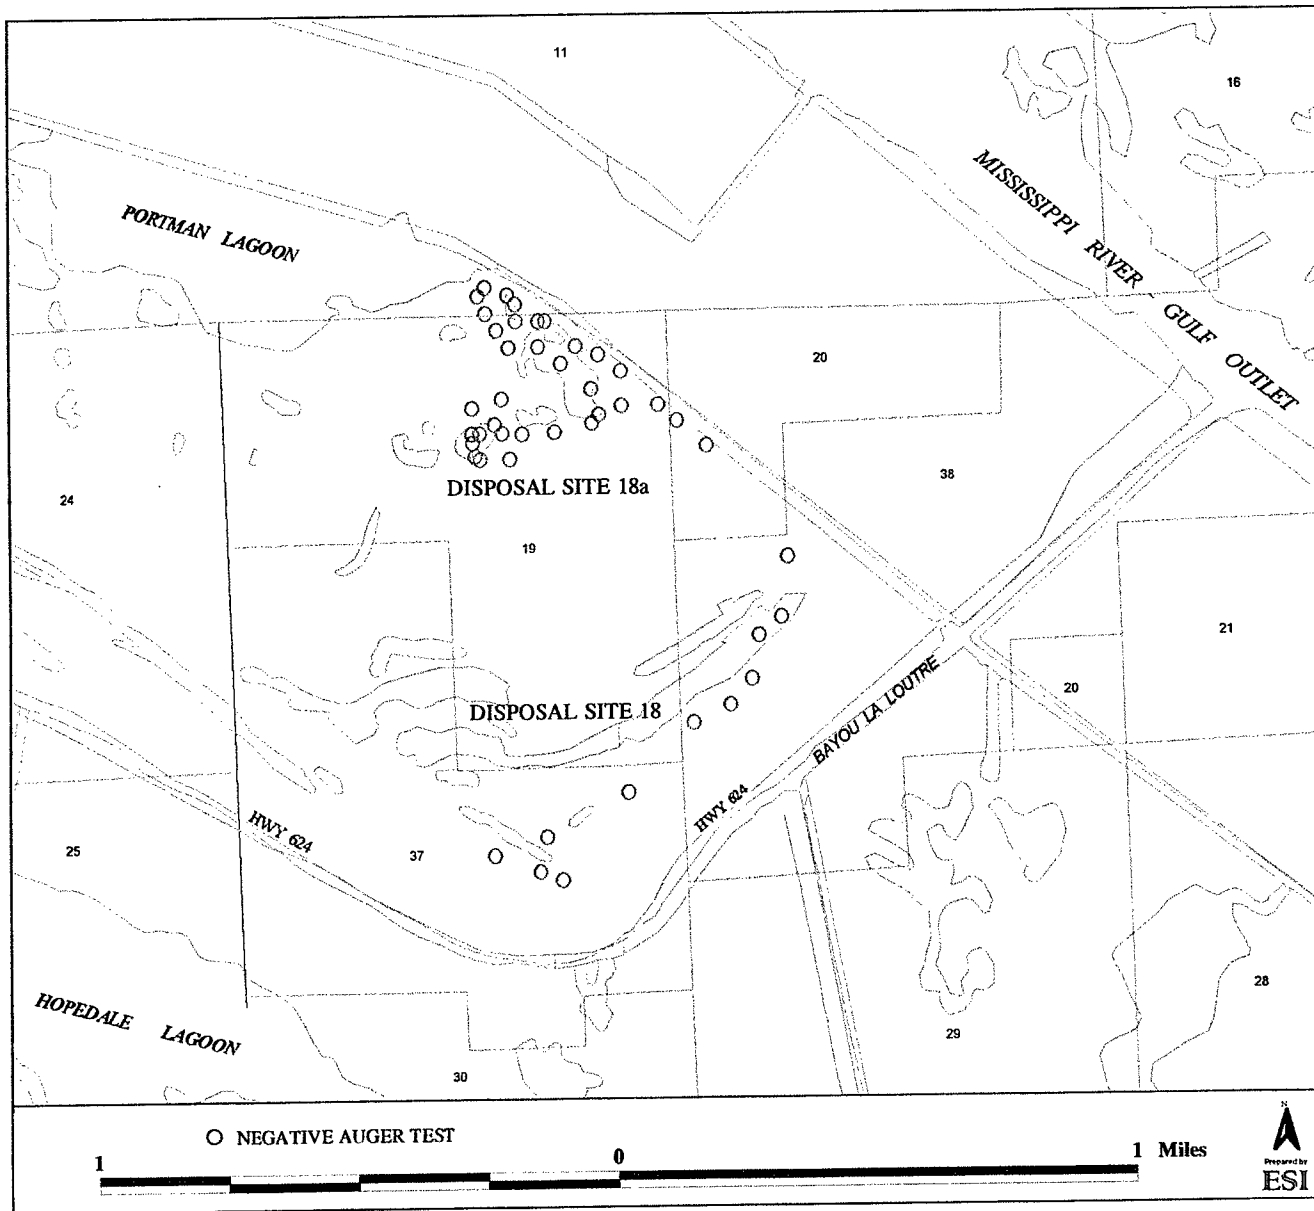 11
16
MISSISSIPPI RIVER - GULF OUTLET
PORTMAN LAGOON
20
38
24
DISPOSAL SITE 18a
19
21
20
DISPOSAL SITE 18
BAYOU LA LOUTRE
HWY 624
HWY 624
25
37
28
HOPEDALE LAGOON
29
30
NEGATIVE AUGER TEST
1 0 1 Miles
N
Prepared by
ESI